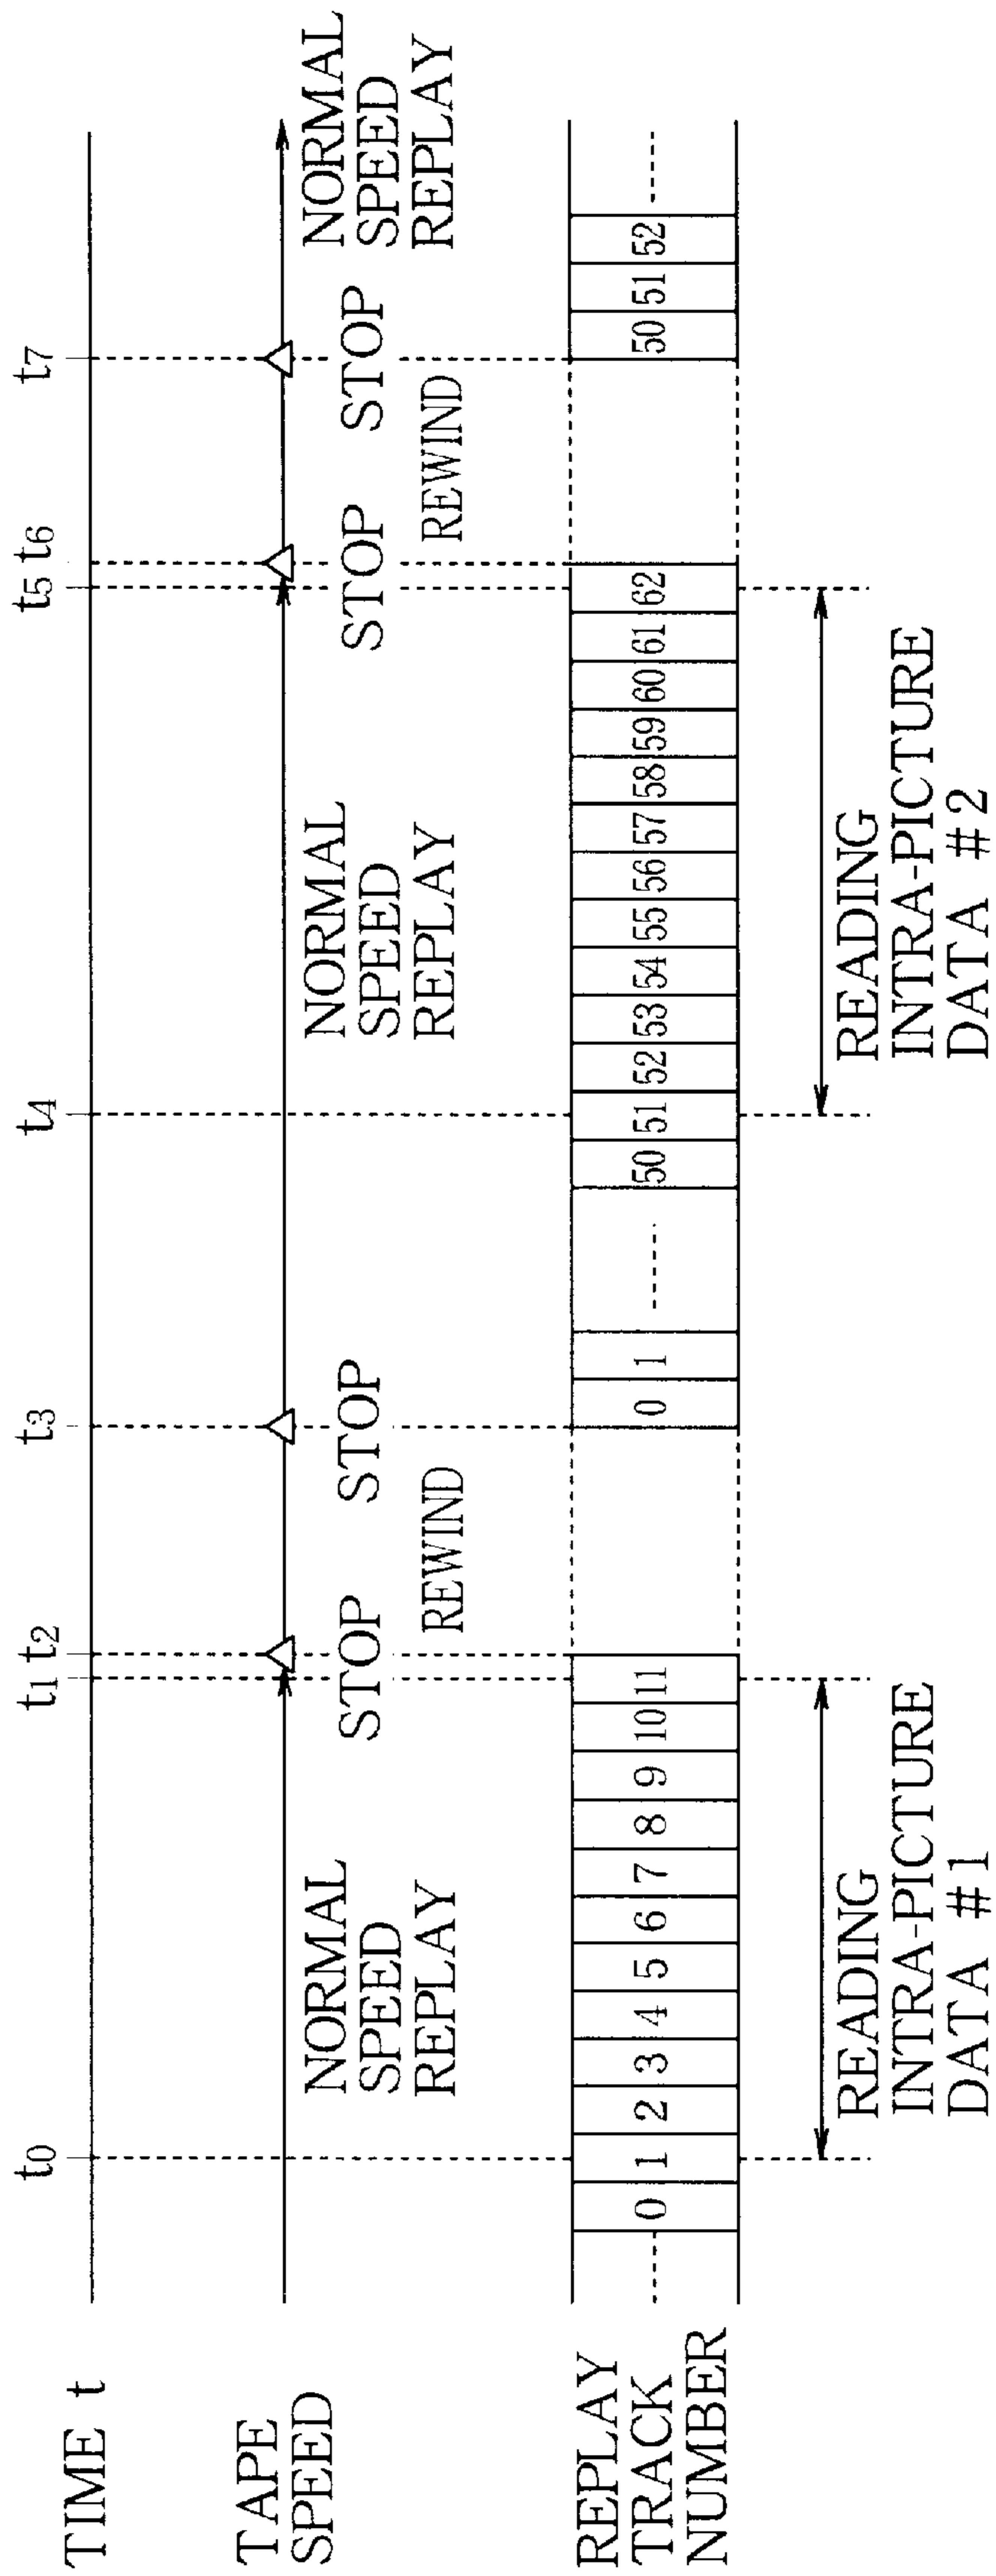 TIME t
t0
t1
t2
t3
t4
t5
t6
t7
TAPE
SPEED
NORMAL
SPEED
REPLAY
STOP
REWIND
STOP
NORMAL
SPEED
REPLAY
STOP
REWIND
STOP
NORMAL
SPEED
REPLAY
REPLAY
TRACK
NUMBER
0 1 2 3 4 5 6 7 8 9 10 11
0 1
50 51 52 53 54 55 56 57 58 59 60 61 62
50 51 52
READING
INTRA-PICTURE
DATA #1
READING
INTRA-PICTURE
DATA #2